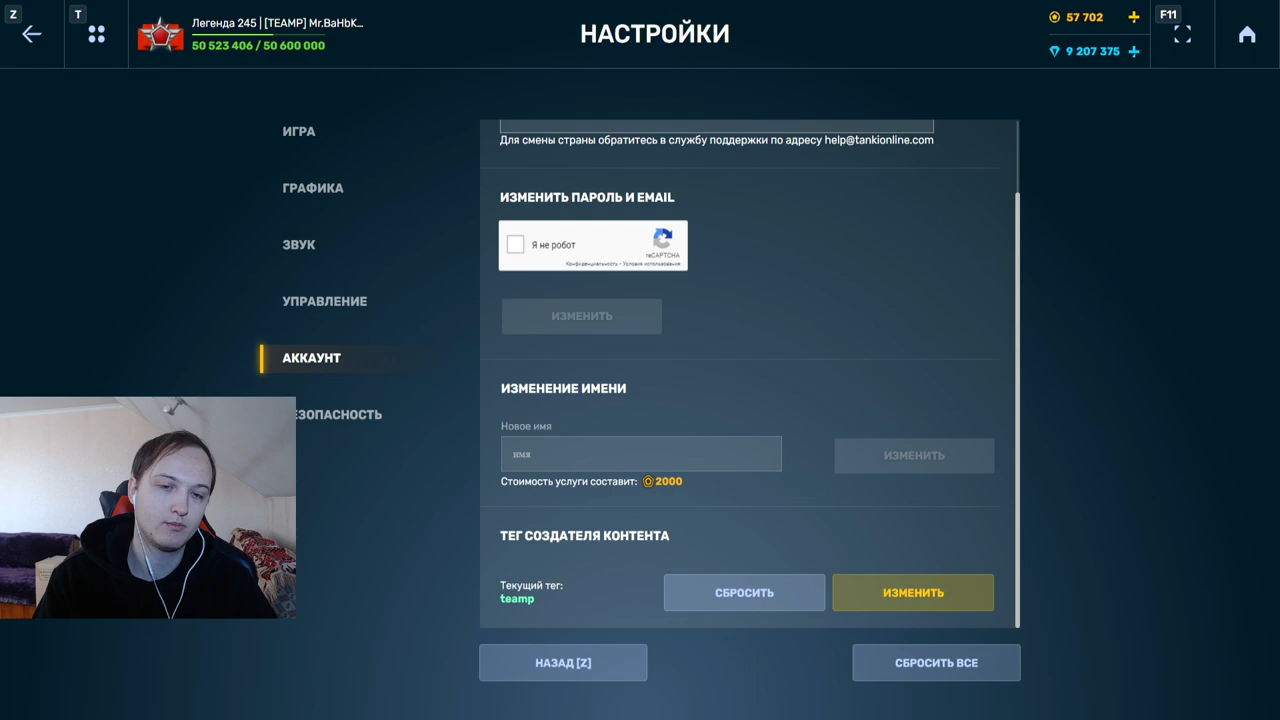 Z
T
Легенда 245 | [TEAMP] Mr.BaHbK...
50 523 406 / 50 600 000
НАСТРОЙКИ
57 702
9 207 375
F11
ИГРА
ГРАФИКА
ЗВУК
УПРАВЛЕНИЕ
АККАУНТ
ЕЗОПАСНОСТЬ
Для смены страны обратитесь в службу поддержки по адресу help@tankionline.com
ИЗМЕНИТЬ ПАРОЛЬ И EMAIL
Я не робот
reCAPTCHA
Конфиденциальность - Условия использования
ИЗМЕНИТЬ
ИЗМЕНЕНИЕ ИМЕНИ
Новое имя
имя
ИЗМЕНИТЬ
Стоимость услуги составит: 2000
ТЕГ СОЗДАТЕЛЯ КОНТЕНТА
Текущий тег:
teamp
СБРОСИТЬ
ИЗМЕНИТЬ
НАЗАД [Z]
СБРОСИТЬ ВСЕ